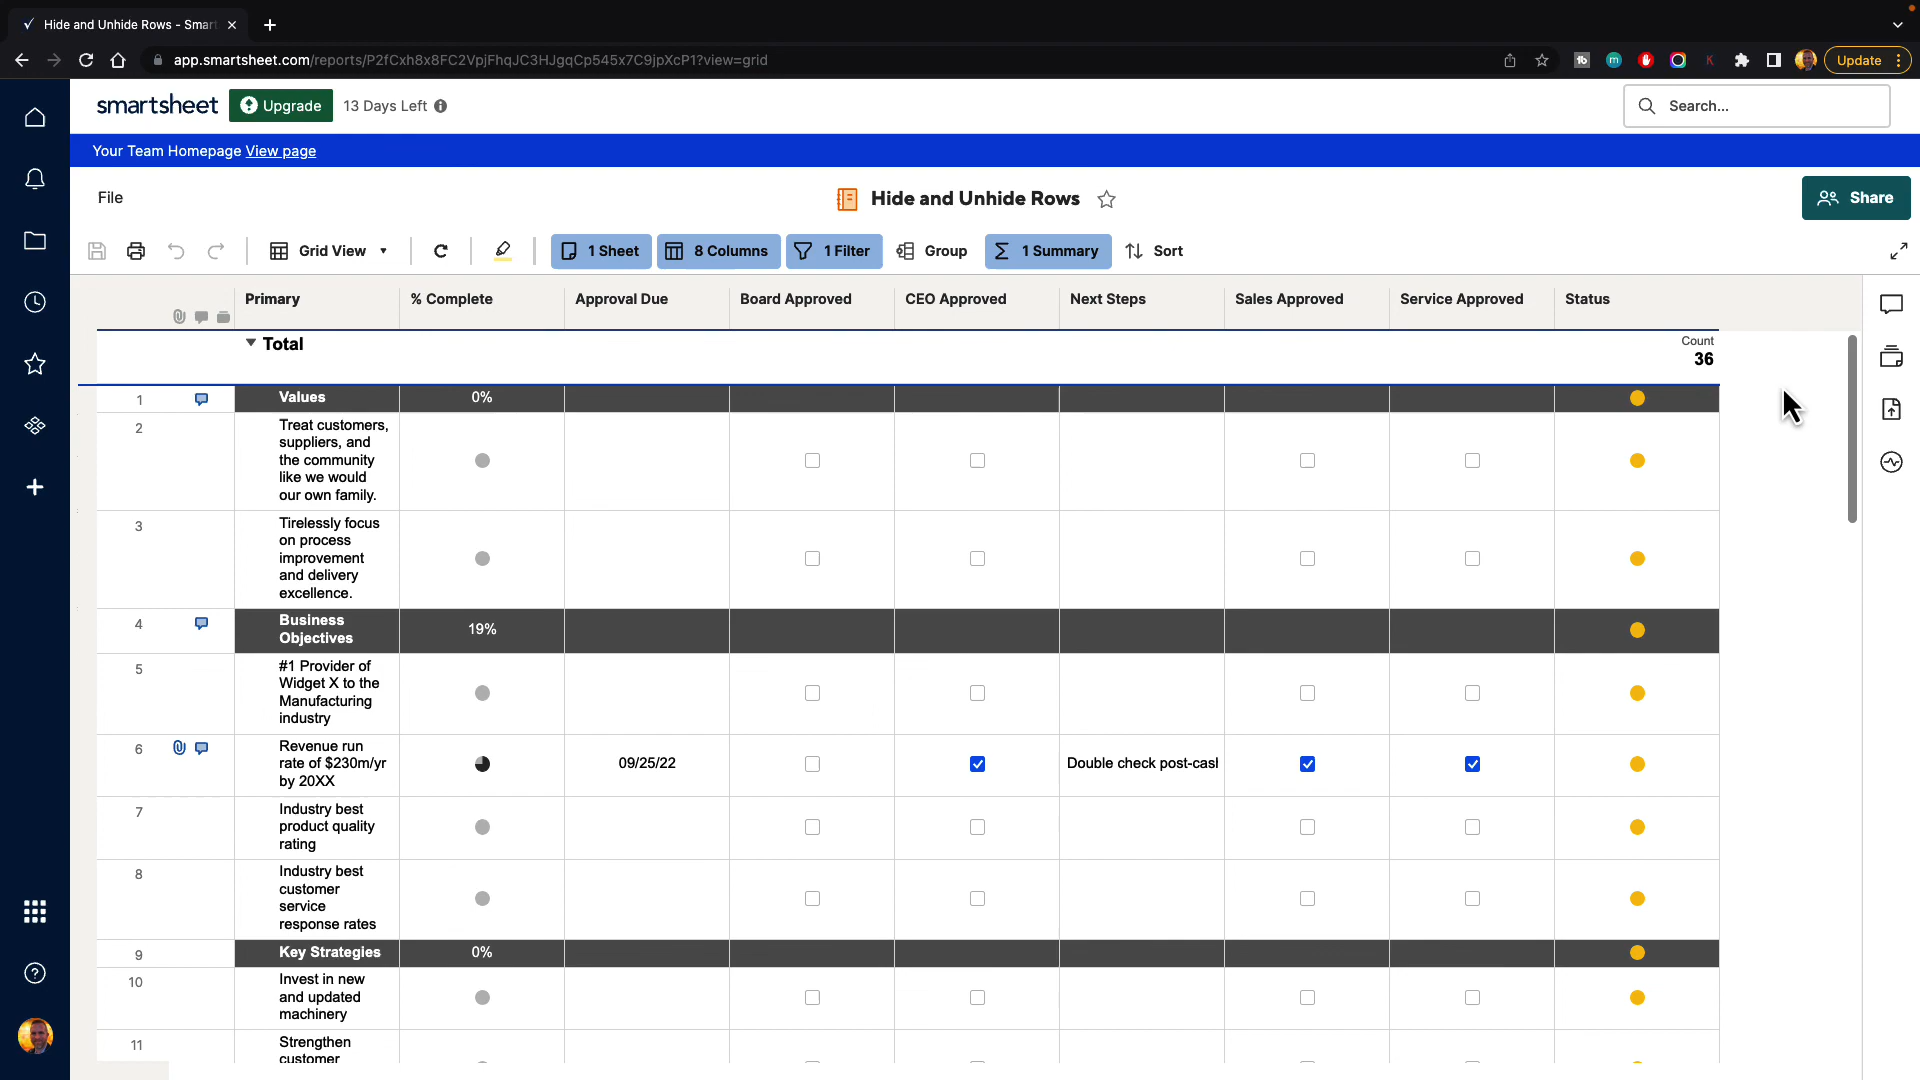 Hide and Unhide Rows - Smar
app.smartsheet.com/reports/P2fCxh8x8FC2VpjFhqJC3HJgqCp545x7C9jpXcP1?view=grid
Update
smartsheet
Upgrade
13 Days Left
Search...
Your Team Homepage View page
File
Hide and Unhide Rows
Share
Grid View
1 Sheet
8 Columns
1 Filter
Group
1 Summary
Sort
Primary
% Complete
Approval Due
Board Approved
CEO Approved
Next Steps
Sales Approved
Service Approved
Status
Total
Count
36
1
Values
0%
2
Treat customers,
suppliers, and
the community
like we would
our own family.
3
Tirelessly focus
on process
improvement
and delivery
excellence.
4
Business
Objectives
19%
5
#1 Provider of
Widget X to the
Manufacturing
industry
6
Revenue run
rate of $230m/yr
by 20XX
09/25/22
Double check post-casl
7
Industry best
product quality
rating
8
Industry best
customer
service
response rates
9
Key Strategies
0%
10
Invest in new
and updated
machinery
11
Strengthen
customer